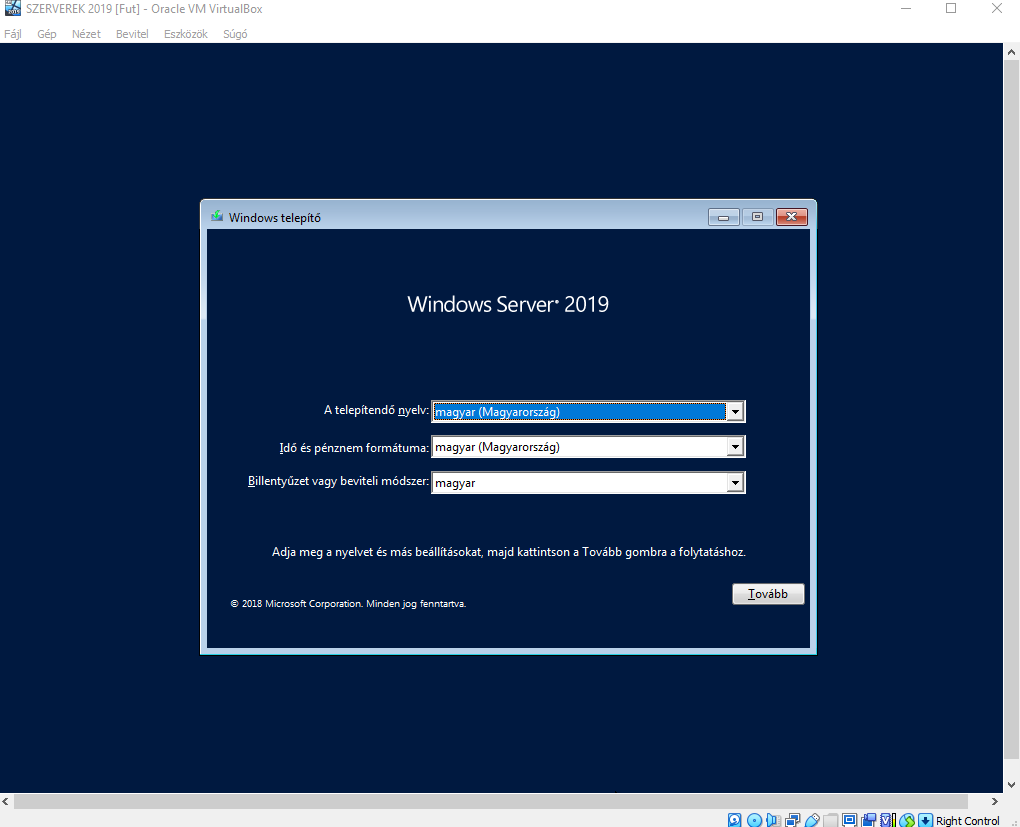 SZERVEREK 2019 [Fut] - Oracle VM VirtualBox
Fájl Gép Nézet Bevitel Eszközök Súgó
Windows telepítő
Windows Server® 2019
A telepítendő nyelv: magyar (Magyarország)
Idő és pénznem formátuma: magyar (Magyarország)
Billentyűzet vagy beviteli módszer: magyar
Adja meg a nyelvet és más beállításokat, majd kattintson a Tovább gombra a folytatáshoz.
Tovább
© 2018 Microsoft Corporation. Minden jog fenntartva.
Right Control